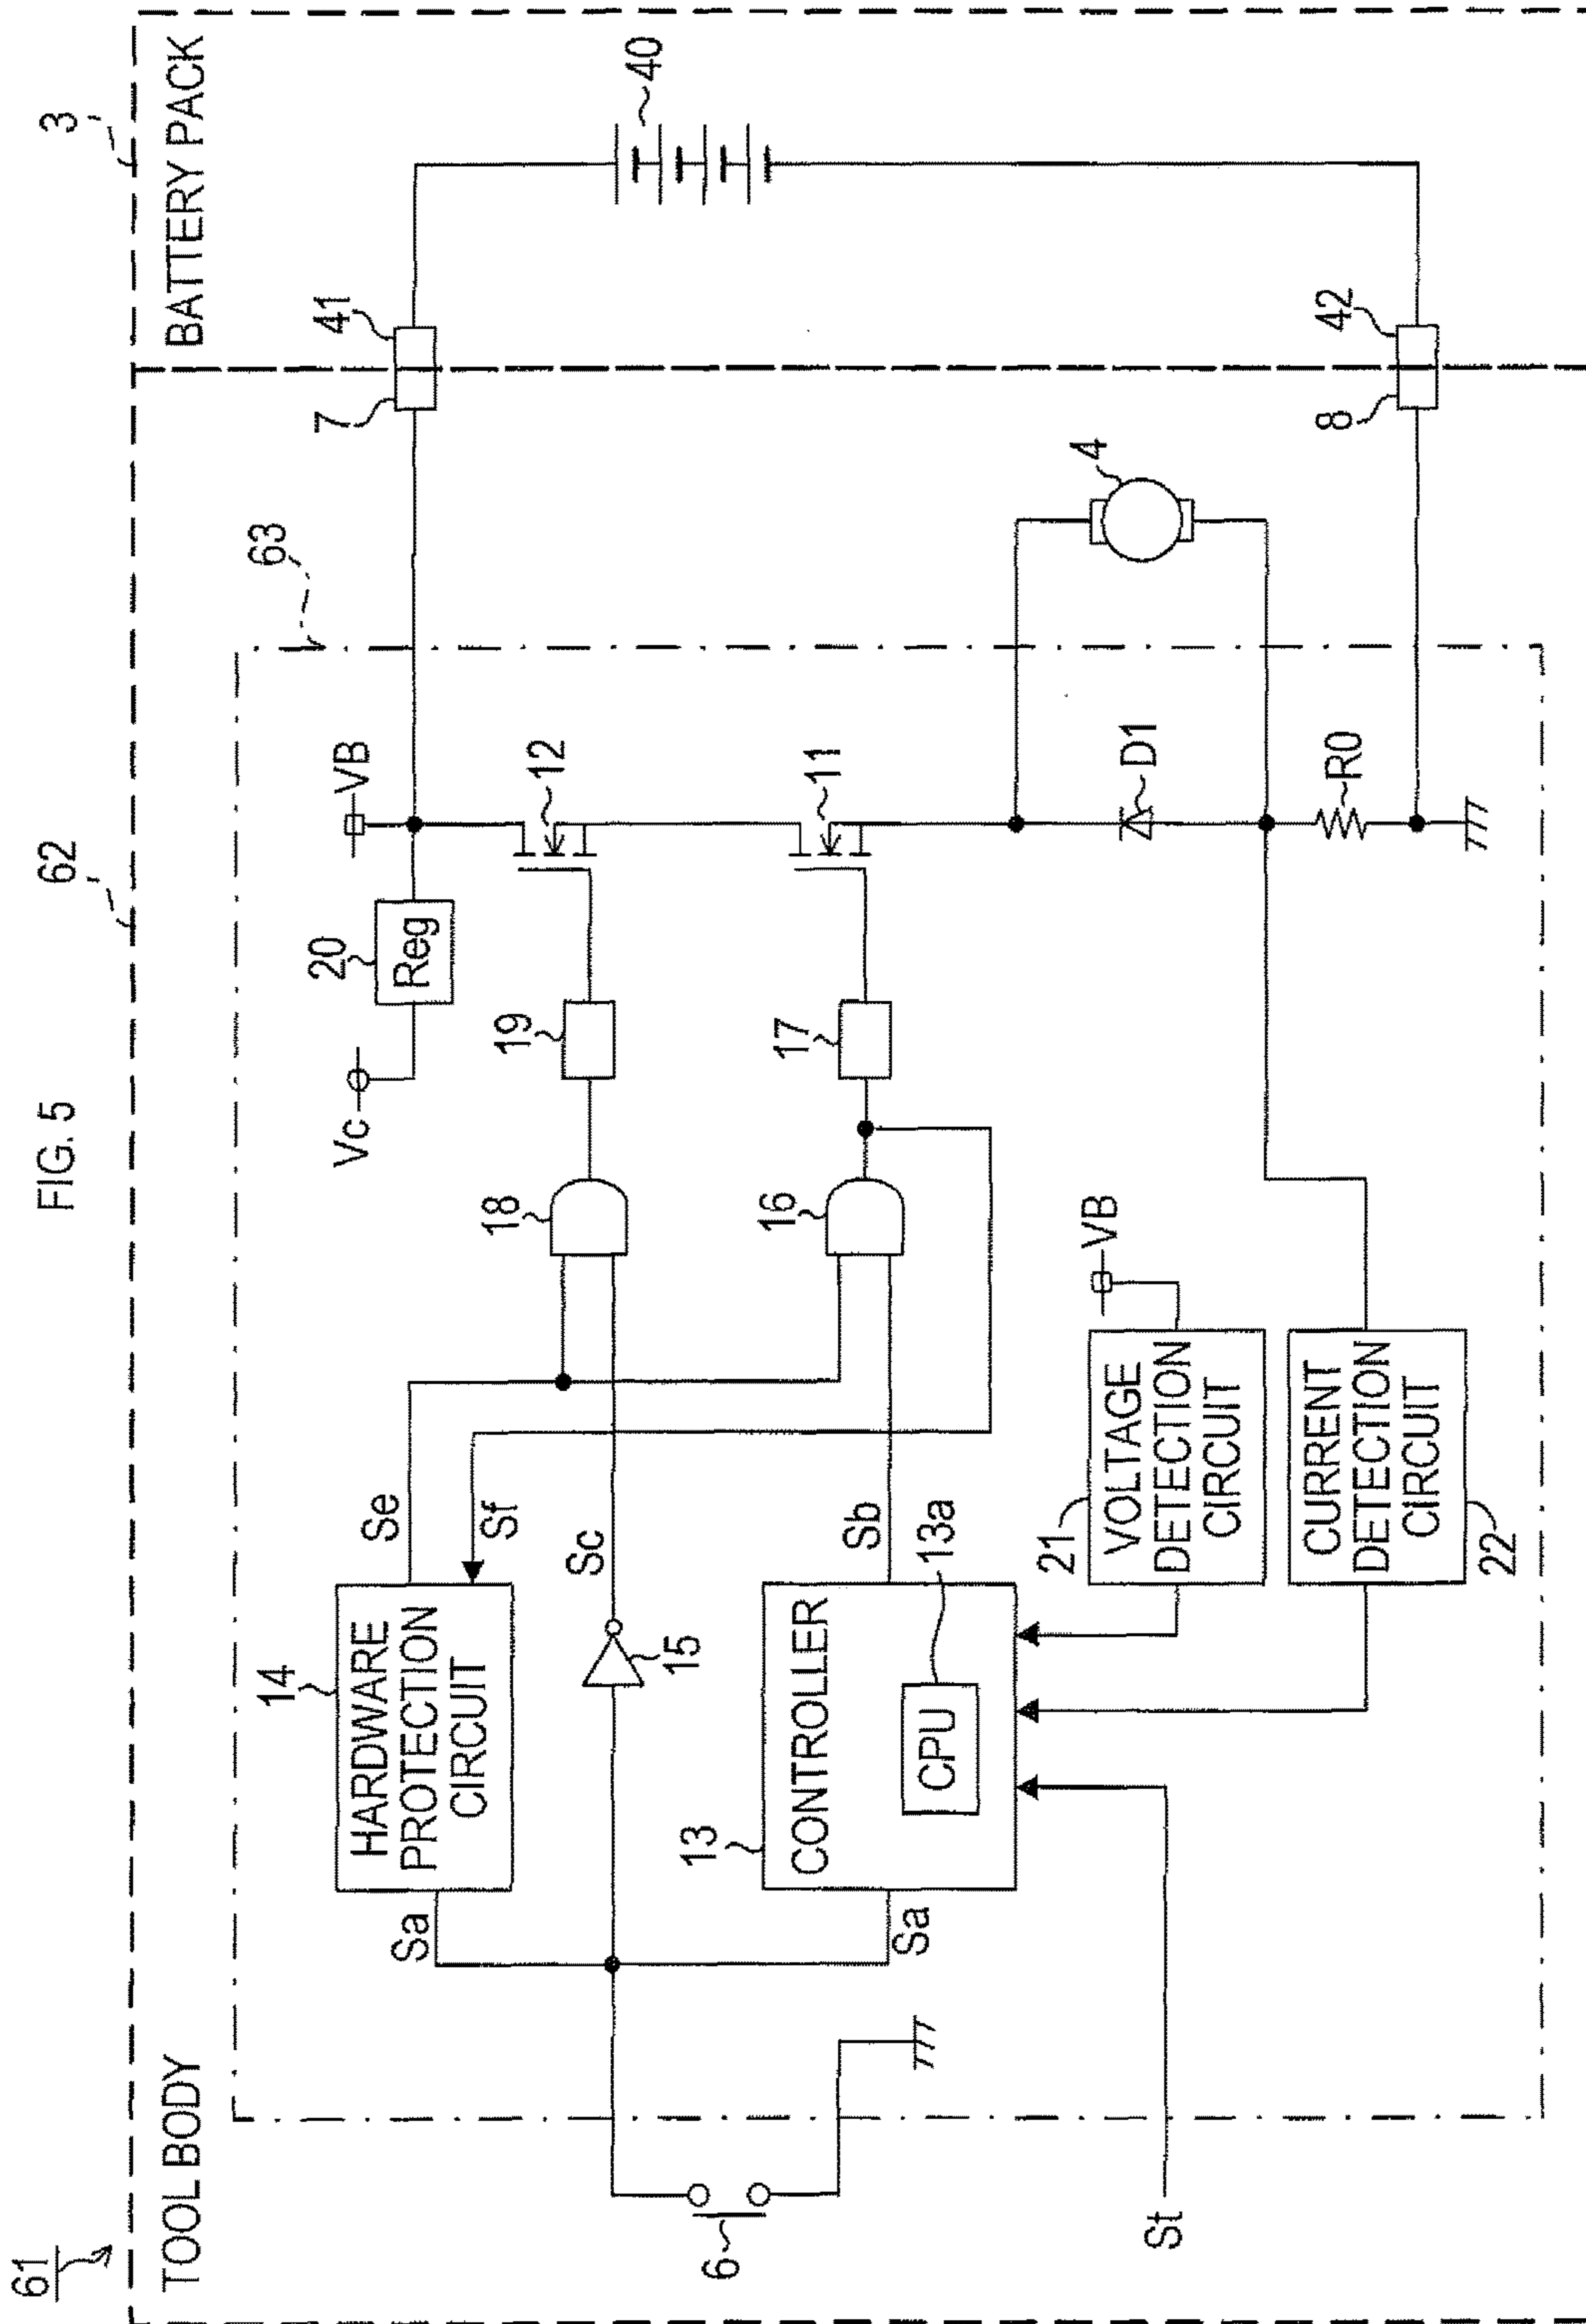 FIG. 5
61
62
3
TOOL BODY
BATTERY PACK
63
Vc
20
Reg
VB
7
41
40
14
HARDWARE
PROTECTION
CIRCUIT
Sa
Se
Sf
Sc
15
18
19
12
6
13
CONTROLLER
CPU
13a
Sa
Sb
16
17
11
4
21
VOLTAGE
DETECTION
CIRCUIT
VB
D1
St
CURRENT
DETECTION
CIRCUIT
22
R0
8
42